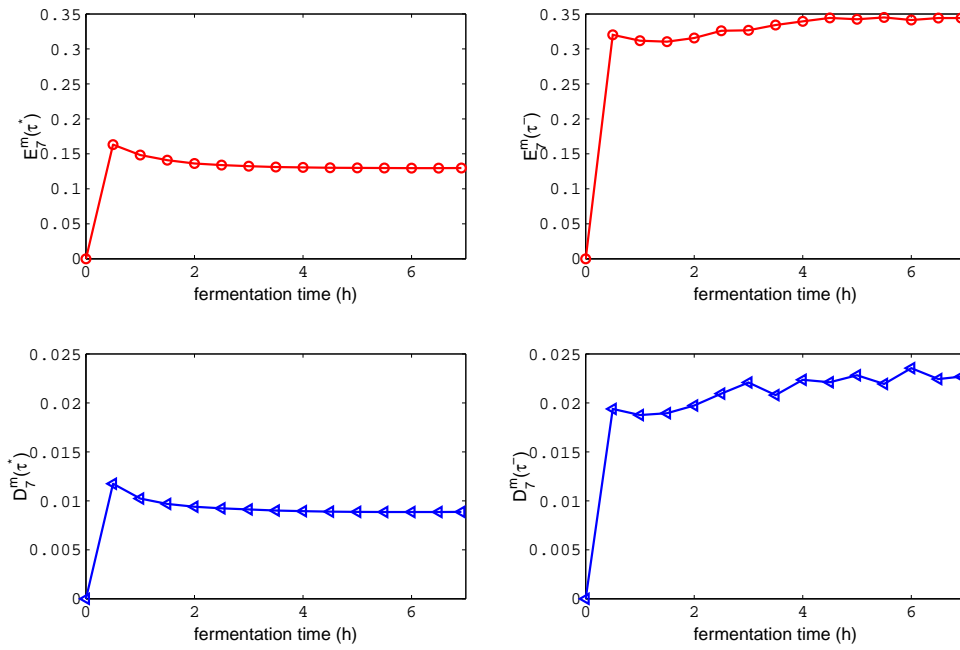 0.35
0.3
0.25
0.2
0.15
0.1
0.05
0
E₇ᵐ(τ*)
0 2 4 6
fermentation time (h)
0.35
0.3
0.25
0.2
0.15
0.1
0.05
0
E₇ᵐ(τ⁻)
0 2 4 6
fermentation time (h)
0.025
0.02
0.015
0.01
0.005
0
D₇ᵐ(τ*)
0 2 4 6
fermentation time (h)
0.025
0.02
0.015
0.01
0.005
0
D₇ᵐ(τ⁻)
0 2 4 6
fermentation time (h)